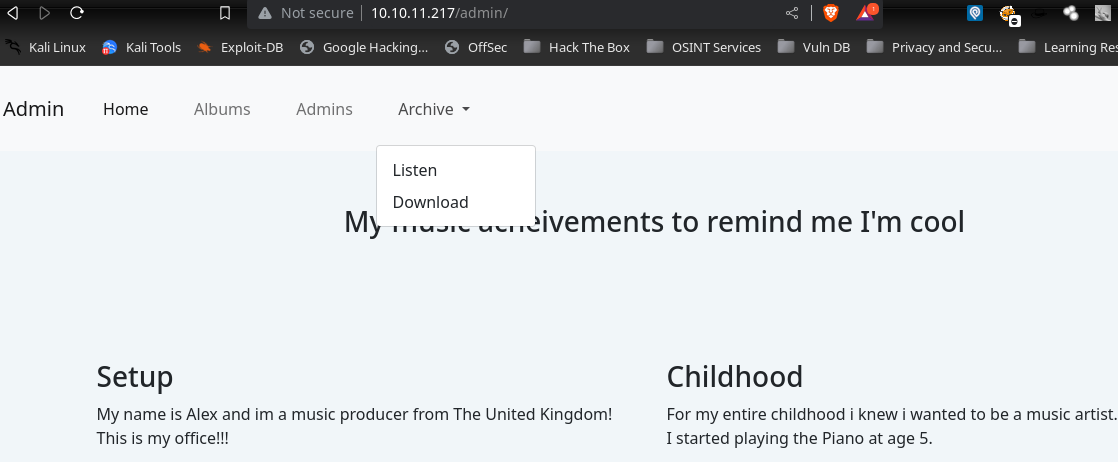 Not secure 10.10.11.217/admin/
1
Kali Linux Kali Tools Exploit-DB Google Hacking... OffSec Hack The Box OSINT Services Vuln DB Privacy and Secu... Learning Res
Admin Home Albums Admins Archive
Listen
Download
My music acheivements to remind me I'm cool
Setup
My name is Alex and im a music producer from The United Kingdom!
This is my office!!!
Childhood
For my entire childhood i knew i wanted to be a music artist.
I started playing the Piano at age 5.